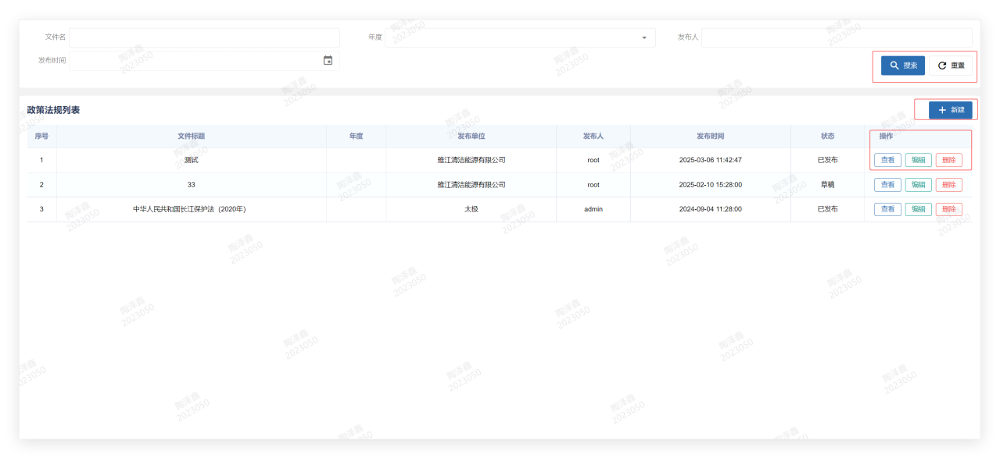 文件名 年度 发布人
发布时间
搜索 重置
政策法规列表
新建
序号 文件标题 年度 发布单位 发布人 发布时间 状态 操作
1 测试 雅江清洁能源有限公司 root 2025-03-06 11:42:47 已发布 查看 编辑 删除
2 33 雅江清洁能源有限公司 root 2025-02-10 15:28:00 草稿 查看 编辑 删除
3 中华人民共和国长江保护法（2020年） 太极 admin 2024-09-04 11:28:00 已发布 查看 编辑 删除
陶泽鑫
2023050